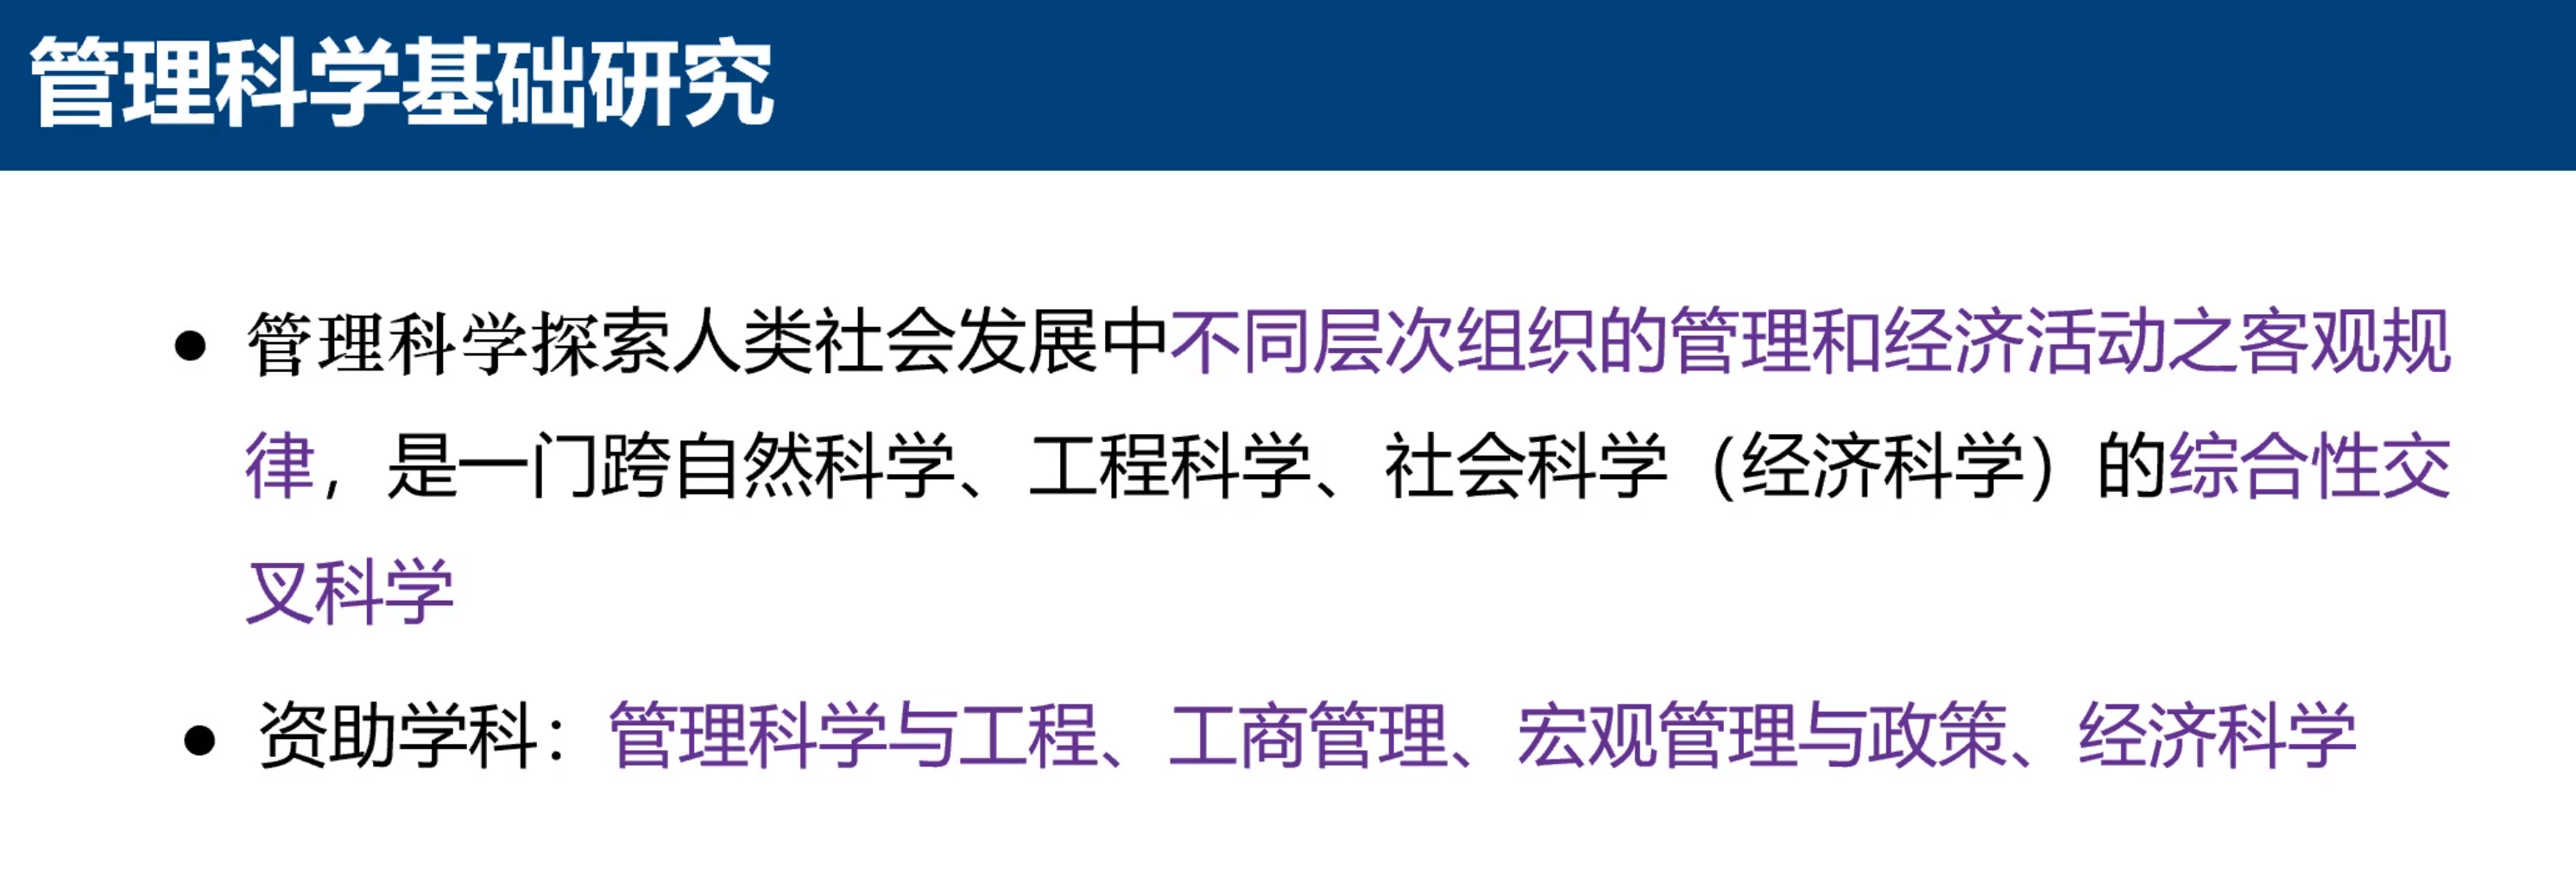 管理科学基础研究
● 管理科学探索人类社会发展中不同层次组织的管理和经济活动之客观规
律，是一门跨自然科学、工程科学、社会科学（经济科学）的综合性交
叉科学
● 资助学科：管理科学与工程、工商管理、宏观管理与政策、经济科学